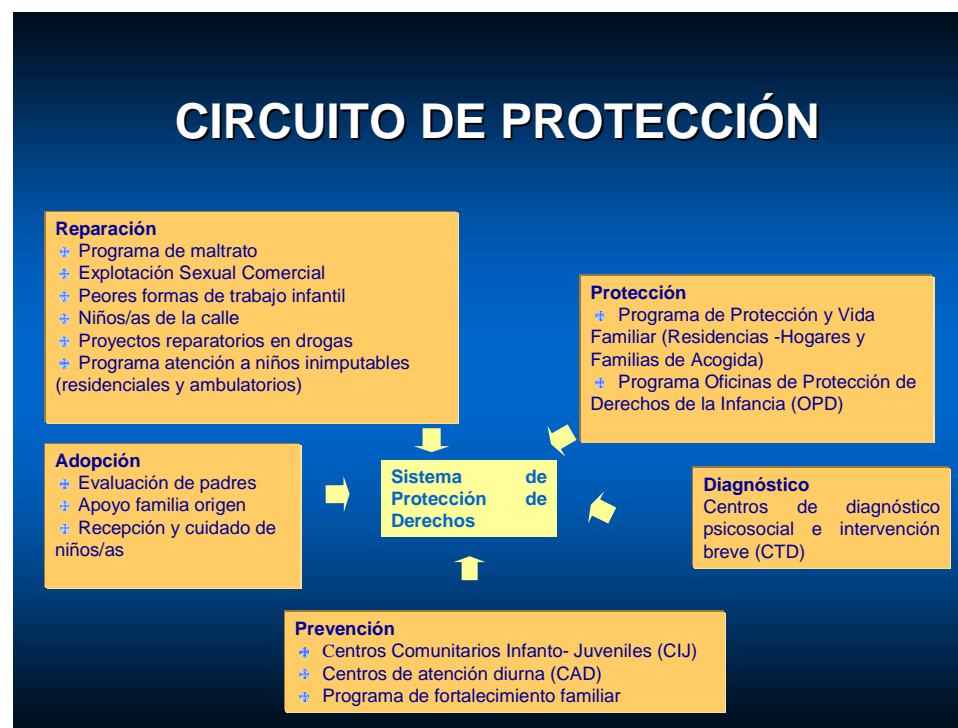 CIRCUITO DE PROTECCIÓN
Reparación
Programa de maltrato
Explotación Sexual Comercial
Peores formas de trabajo infantil
Niños/as de la calle
Proyectos reparatorios en drogas
Programa atención a niños inimputables
(residenciales y ambulatorios)
Protección
Programa de Protección y Vida
Familiar (Residencias -Hogares y
Familias de Acogida)
Programa Oficinas de Protección de
Derechos de la Infancia (OPD)
Adopción
Evaluación de padres
Apoyo familia origen
Recepción y cuidado de
niños/as
Sistema de
Protección de
Derechos
Diagnóstico
Centros de diagnóstico
psicosocial e intervención
breve (CTD)
Prevención
Centros Comunitarios Infanto- Juveniles (CIJ)
Centros de atención diurna (CAD)
Programa de fortalecimiento familiar